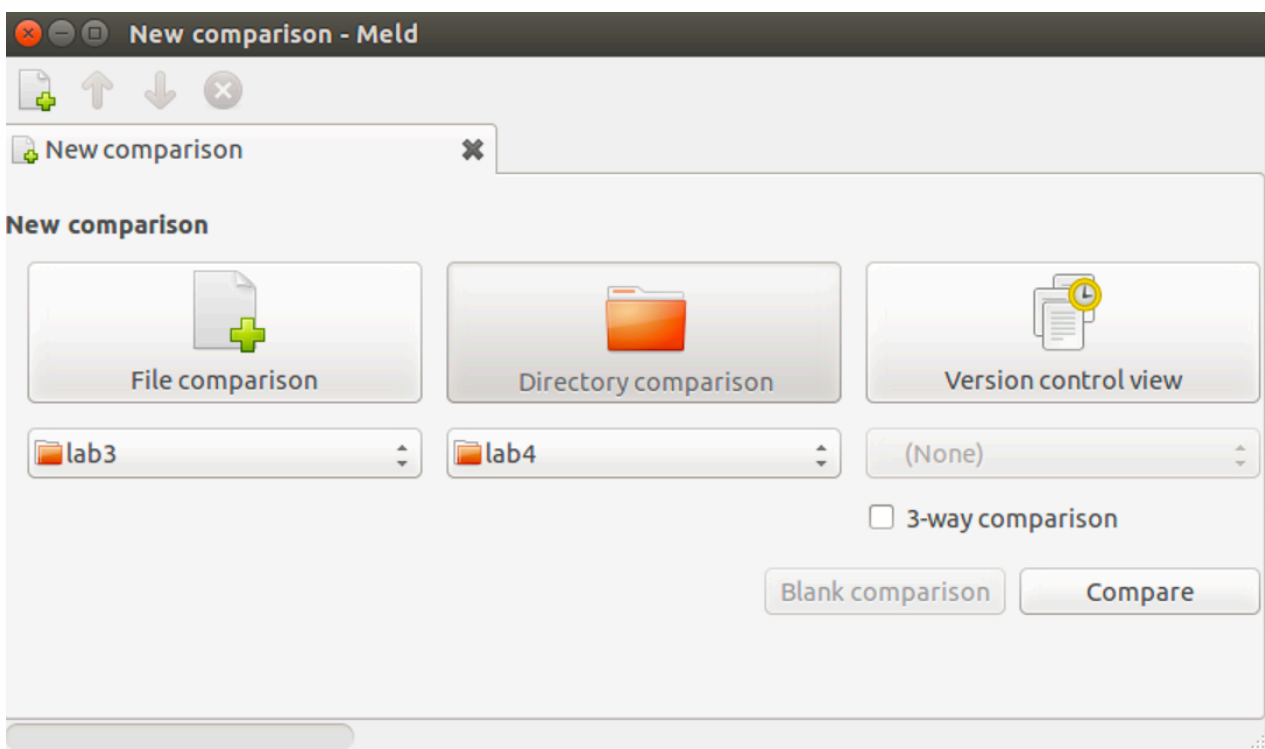 New comparison - Meld
New comparison
New comparison
File comparison
Directory comparison
Version control view
lab3
lab4
(None)
3-way comparison
Blank comparison
Compare